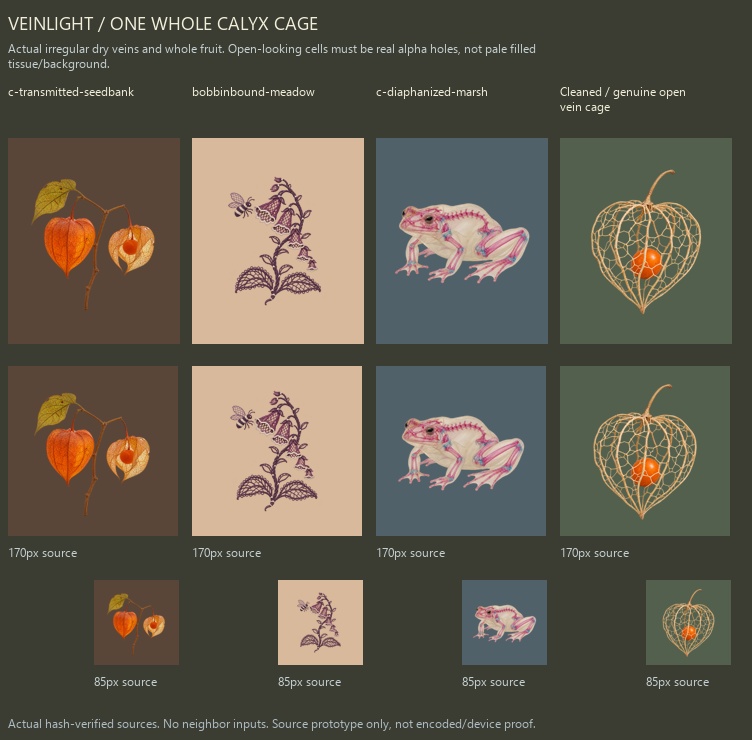 VEINLIGHT / ONE WHOLE CALYX CAGE
Actual irregular dry veins and whole fruit. Open-looking cells must be real alpha holes, not pale filled
tissue/background.
c-transmitted-seedbank
bobbinbound-meadow
c-diaphanized-marsh
Cleaned / genuine open
vein cage
170px source
170px source
170px source
170px source
85px source
85px source
85px source
85px source
Actual hash-verified sources. No neighbor inputs. Source prototype only, not encoded/device proof.